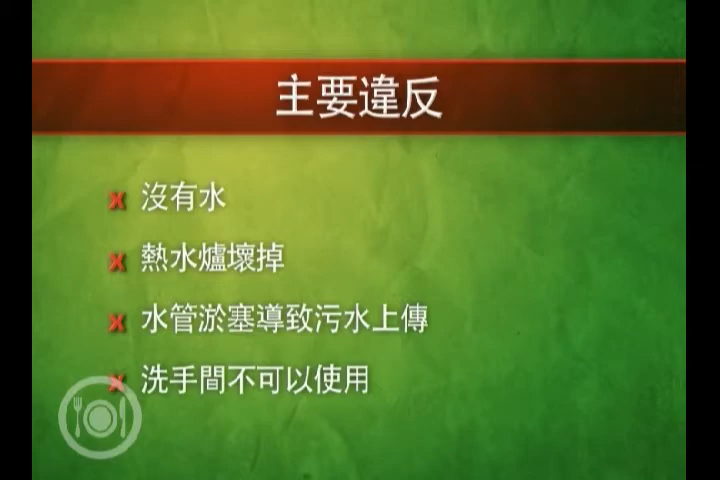 主要違反
x 沒有水
x 熱水爐壞掉
x 水管淤塞導致污水上傳
x 洗手間不可以使用